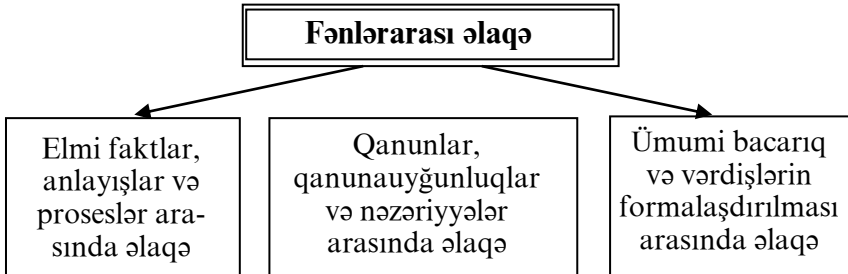 Fənlərarası əlaqə
Elmi faktlar,
anlayışlar və
proseslər ara-
sında əlaqə
Qanunlar,
qanunauyğunluqlar
və nəzəriyyələr
arasında əlaqə
Ümumi bacarıq
və vərdişlərin
formalaşdırılması
arasında əlaqə